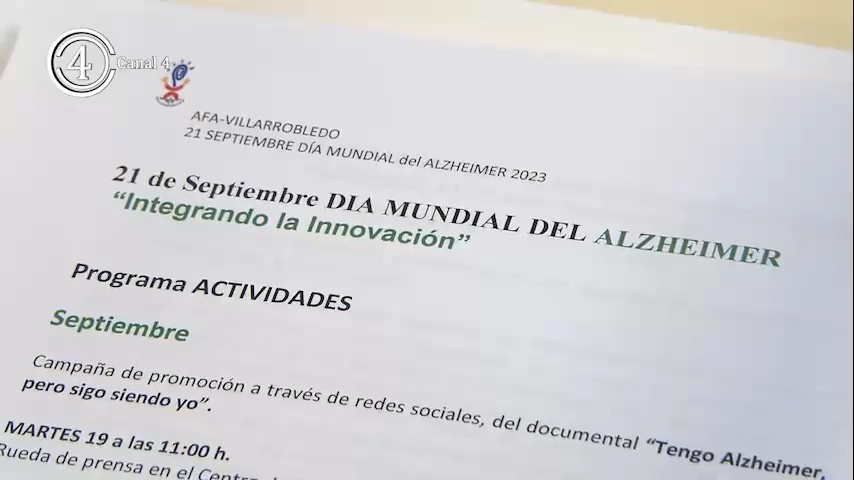 4 Canal 4
AFA-VILLARROBLEDO
21 SEPTIEMBRE DÍA MUNDIAL del ALZHEIMER 2023
21 de Septiembre DIA MUNDIAL DEL ALZHEIMER
“Integrando la Innovación”
Programa ACTIVIDADES
Septiembre
Campaña de promoción a través de redes sociales, del documental “Tengo Alzheimer,
pero sigo siendo yo”.
MARTES 19 a las 11:00 h.
Rueda de prensa en el